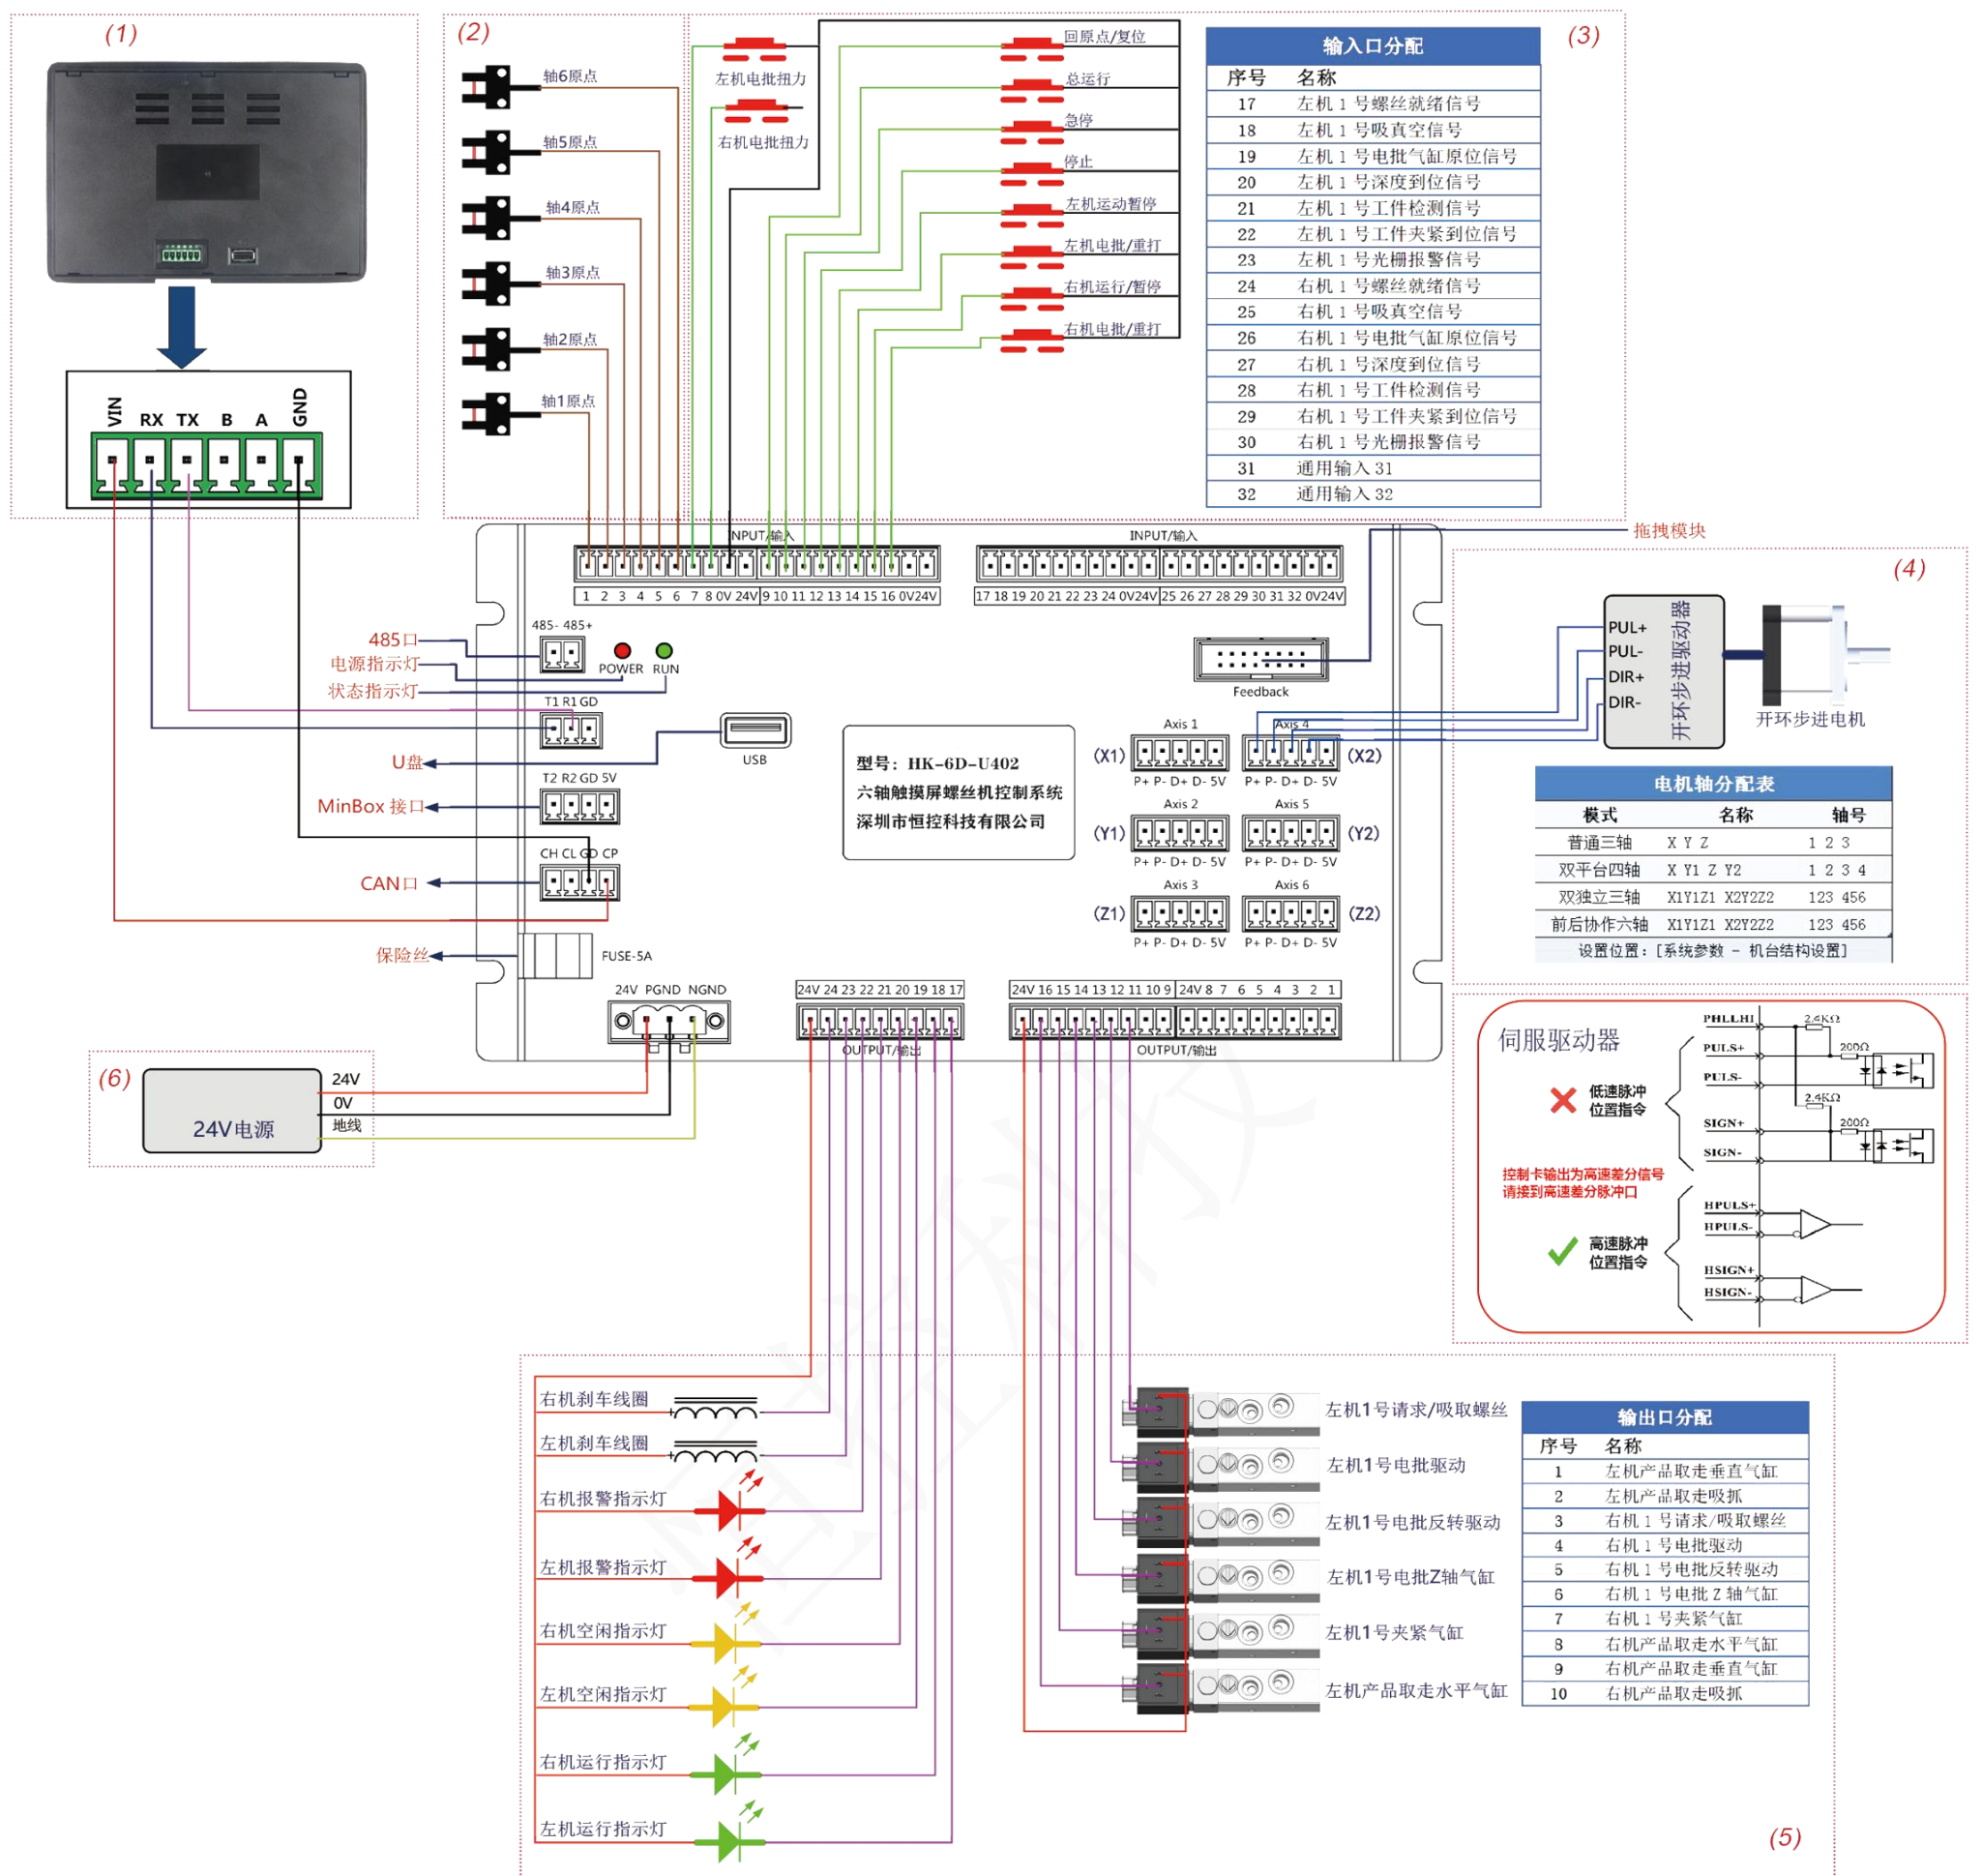 (1)
VIN
RX TX B A
GND
(2)
轴6原点
轴5原点
轴4原点
轴3原点
轴2原点
轴1原点
左机电批扭力
右机电批扭力
回原点/复位
总运行
急停
停止
左机运动暂停
左机电批/重打
右机运行/暂停
右机电批/重打
(3)
输入口分配
序号 名称
17 左机 1 号螺丝就绪信号
18 左机 1 号吸真空信号
19 左机 1 号电批气缸原位信号
20 左机 1 号深度到位信号
21 左机 1 号工件检测信号
22 左机 1 号工件夹紧到位信号
23 左机 1 号光栅报警信号
24 右机 1 号螺丝就绪信号
25 右机 1 号吸真空信号
26 右机 1 号电批气缸原位信号
27 右机 1 号深度到位信号
28 右机 1 号工件检测信号
29 右机 1 号工件夹紧到位信号
30 右机 1 号光栅报警信号
31 通用输入 31
32 通用输入 32
NPUT/输入
1 2 3 4 5 6 7 8 0V 24V 9 10 11 12 13 14 15 16 0V24V
INPUT/输入
17 18 19 20 21 22 23 24 0V24V 25 26 27 28 29 30 31 32 0V24V
拖拽模块
485口
电源指示灯
状态指示灯
U盘
MinBox 接口
CAN口
保险丝
485- 485+
POWER RUN
T1 R1 GD
T2 R2 GD 5V
CH CL GD CP
FUSE-5A
USB
型号：HK-6D-U402
六轴触摸屏螺丝机控制系统
深圳市恒控科技有限公司
Feedback
Axis 1 Axis 4
(X1) (X2)
P+ P- D+ D- 5V P+ P- D+ D- 5V
Axis 2 Axis 5
(Y1) (Y2)
P+ P- D+ D- 5V P+ P- D+ D- 5V
Axis 3 Axis 6
(Z1) (Z2)
P+ P- D+ D- 5V P+ P- D+ D- 5V
24V PGND NGND
24V 24 23 22 21 20 19 18 17
OUTPUT/输出
24V 16 15 14 13 12 11 10 9 24V 8 7 6 5 4 3 2 1
OUTPUT/输出
(4)
PUL+
PUL-
DIR+
DIR-
开环步进驱动器
开环步进电机
电机轴分配表
模式 名称 轴号
普通三轴 X Y Z 1 2 3
双平台四轴 X Y1 Z Y2 1 2 3 4
双独立三轴 X1Y1Z1 X2Y2Z2 123 456
前后协作六轴 X1Y1Z1 X2Y2Z2 123 456
设置位置：[系统参数 - 机台结构设置]
伺服驱动器
低速脉冲
位置指令
控制卡输出为高速差分信号
请接到高速差分脉冲口
高速脉冲
位置指令
PHLLHI
2.4KΩ
PULS+
200Ω
PULS-
2.4KΩ
SIGN+
200Ω
SIGN-
HPULS+
HPULS-
HSIGN+
HSIGN-
(6)
24V电源
24V
0V
地线
右机刹车线圈
左机刹车线圈
右机报警指示灯
左机报警指示灯
右机空闲指示灯
左机空闲指示灯
右机运行指示灯
左机运行指示灯
左机1号请求/吸取螺丝
左机1号电批驱动
左机1号电批反转驱动
左机1号电批Z轴气缸
左机1号夹紧气缸
左机产品取走水平气缸
输出口分配
序号 名称
1 左机产品取走垂直气缸
2 左机产品取走吸抓
3 右机 1 号请求/吸取螺丝
4 右机 1 号电批驱动
5 右机 1 号电批反转驱动
6 右机 1 号电批 Z 轴气缸
7 右机 1 号夹紧气缸
8 右机产品取走水平气缸
9 右机产品取走垂直气缸
10 右机产品取走吸抓
(5)
恒控科技